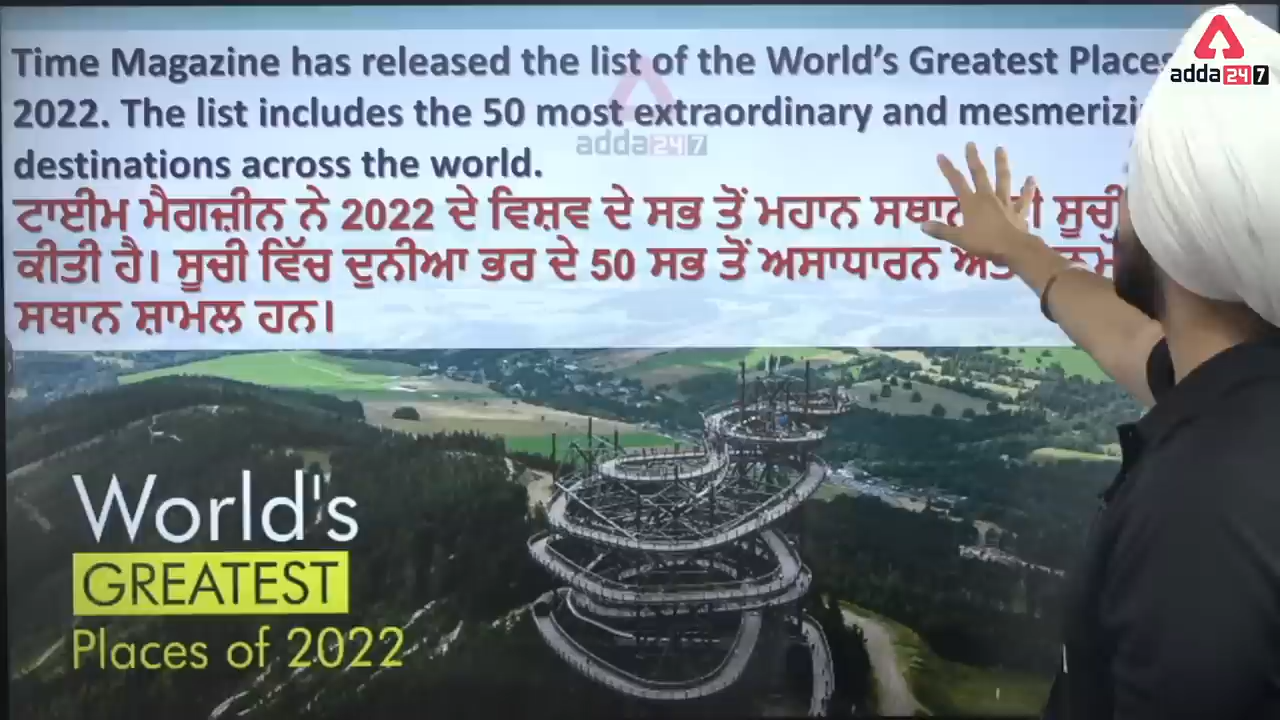 Time Magazine has released the list of the World's Greatest Places
2022. The list includes the 50 most extraordinary and
destinations across the world.
ਟਾਈਮ ਮੈਗਜ਼ੀਨ ਨੇ 2022 ਦੇ ਵਿਸ਼ਵ ਦੇ ਸਭ ਤੋਂ ਮਹਾਨ ਸੂਚੀ
ਕੀਤੀ ਹੈ। ਸੂਚੀ ਵਿੱਚ ਦੁਨੀਆ ਭਰ ਦੇ 50 ਸਭ ਤੋਂ ਅਸਾਧਾਰਨ
ਸਥਾਨ ਸ਼ਾਮਲ ਹਨ।
adda247
adda247
World's
GREATEST
Places of 2022